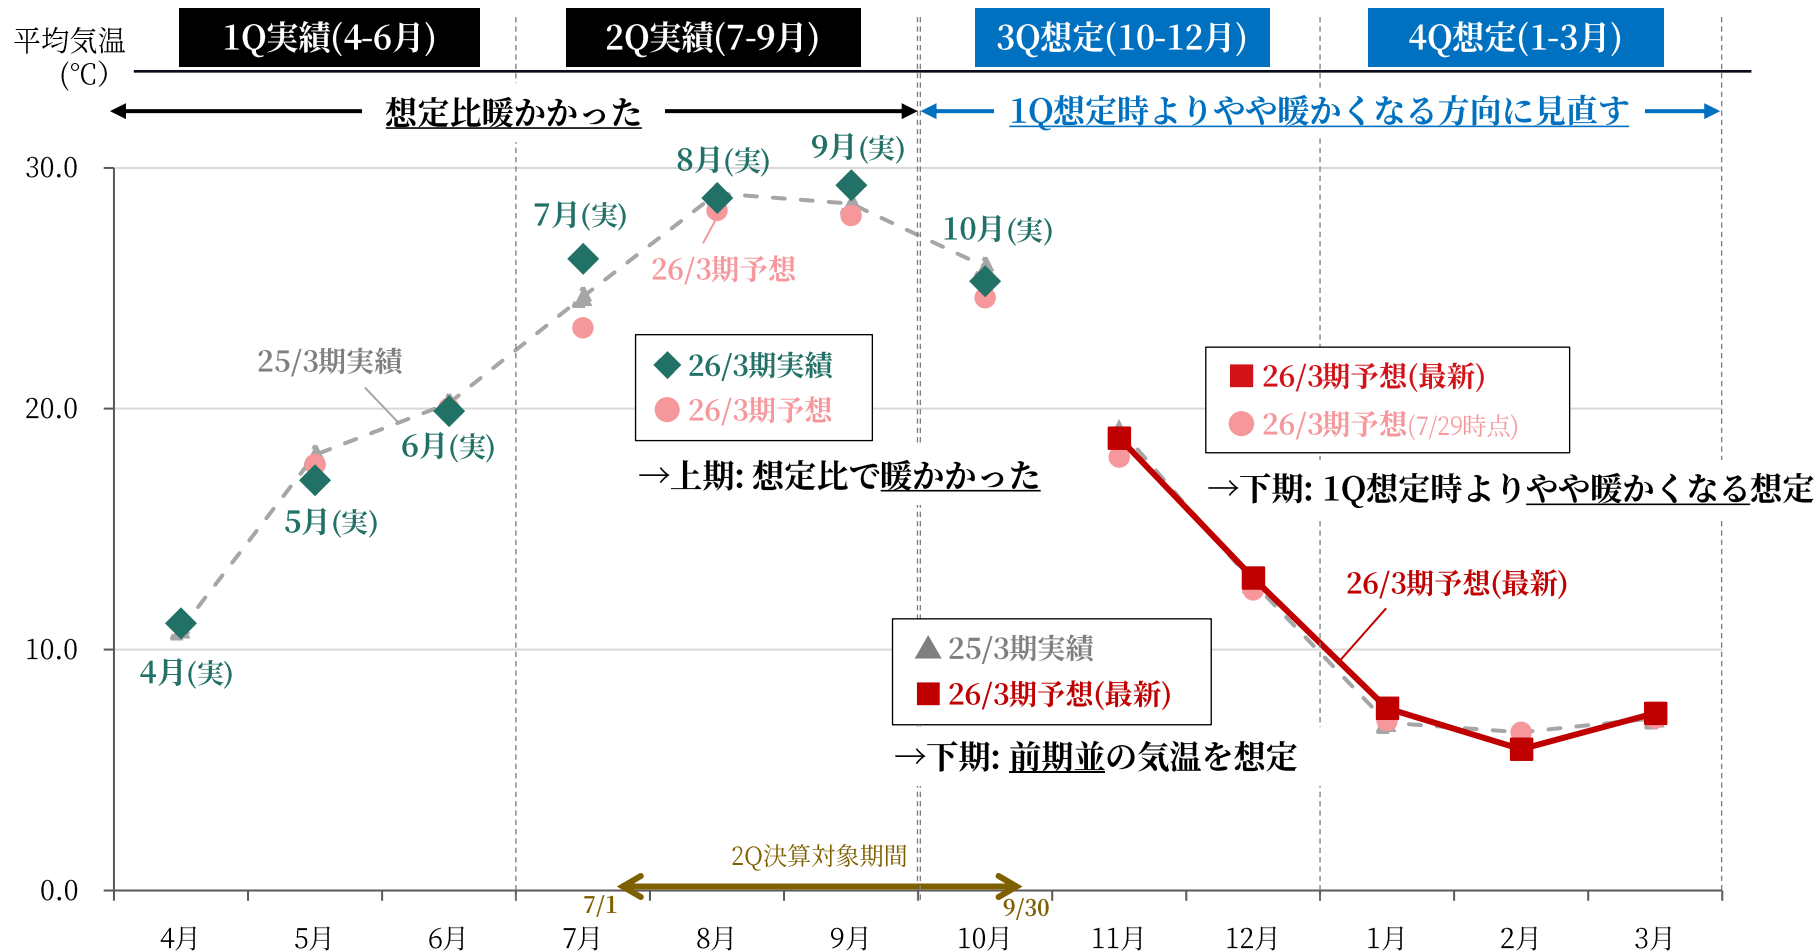 平均気温
(℃)
1Q実績(4-6月)
2Q実績(7-9月)
3Q想定(10-12月)
4Q想定(1-3月)
想定比暖かかった
1Q想定時よりやや暖かくなる方向に見直す
30.0
20.0
10.0
0.0
9月(実)
8月(実)
7月(実)
10月(実)
26/3期予想
25/3期実績
6月(実)
5月(実)
4月(実)
26/3期実績
26/3期予想
→上期: 想定比で暖かかった
26/3期予想(最新)
26/3期予想(7/29時点)
→下期: 1Q想定時よりやや暖かくなる想定
26/3期予想(最新)
25/3期実績
26/3期予想(最新)
→下期: 前期並の気温を想定
2Q決算対象期間
7/1
9/30
4月
5月
6月
7月
8月
9月
10月
11月
12月
1月
2月
3月